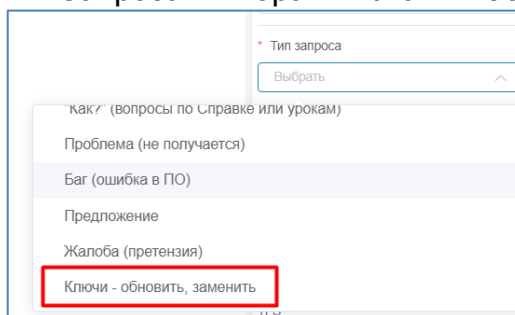 * Тип запроса
Выбрать
"Как?" (вопросы по Справке или урокам)
Проблема (не получается)
Баг (ошибка в ПО)
Предложение
Жалоба (претензия)
Ключи - обновить, заменить